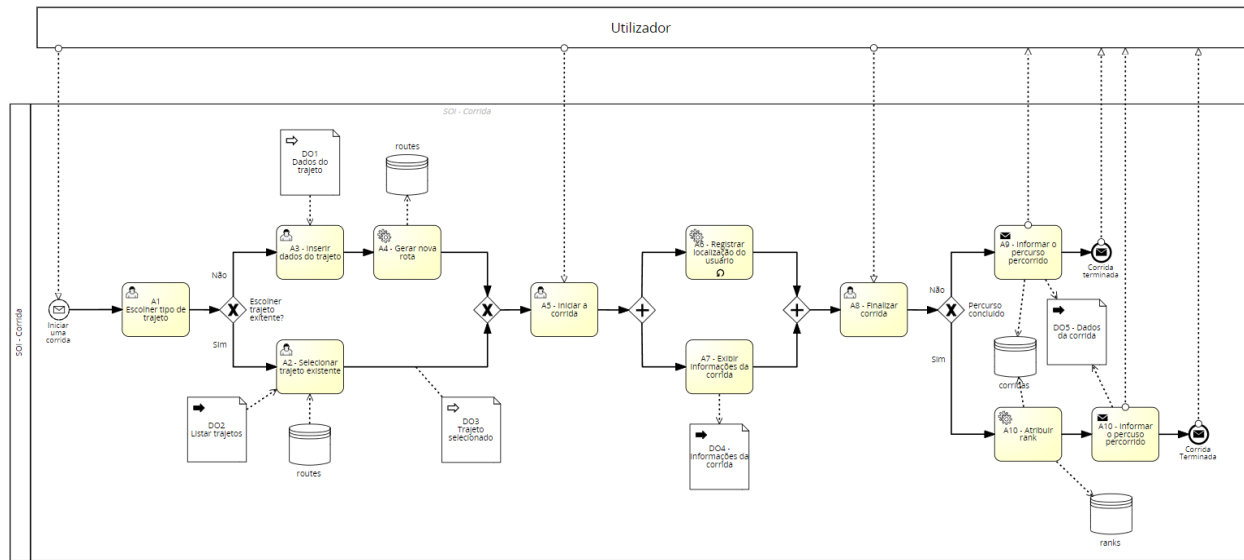 Utilizador
SOI - Corrida
SOI - Corrida
Iniciar
uma
corrida
A1
Escolher tipo de
trajeto
Não
Escolher
trajeto
exitente?
Sim
DO1
Dados do
trajeto
A3 - Inserir
dados do trajeto
routes
A4 - Gerar nova
rota
A2 - Selecionar
trajeto existente
DO2
Listar trajetos
routes
DO3
Trajeto
selecionado
A5 - Iniciar a
corrida
A6 - Registrar
localização do
usuário
A7 - Exibir
informações da
corrida
DO4 -
Informações da
corrida
A8 - Finalizar
corrida
Não
Percurso
concluido
Sim
A9 - Informar o
percurso
percorrido
Corrida
terminada
DO5 - Dados
da corrida
corridas
A10 - Atribuir
rank
A10 - Informar
o percuso
percorrido
Corrida
Terminada
ranks